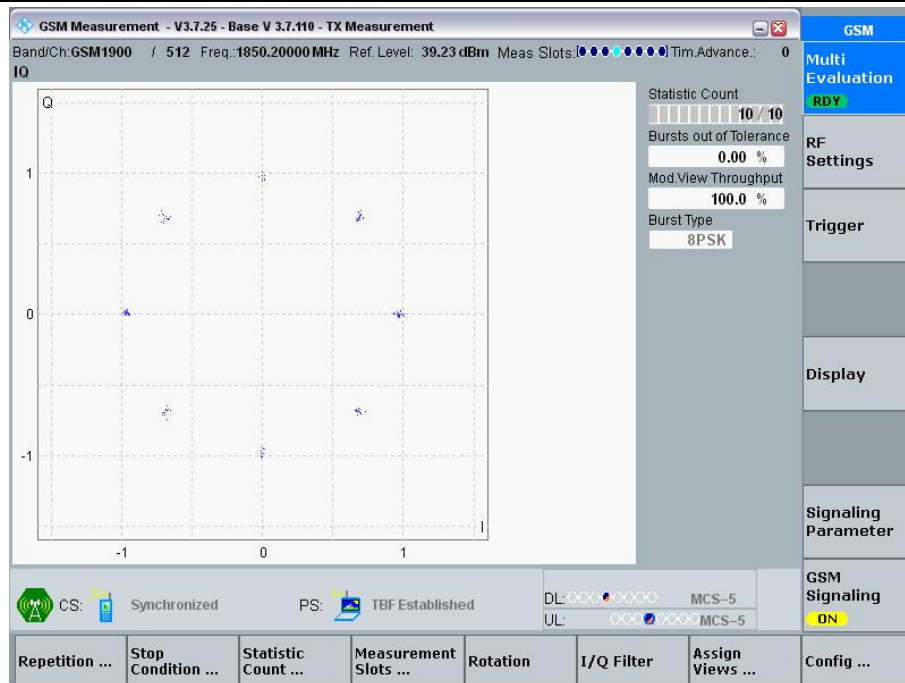 GSM Measurement - V3.7.25 - Base V 3.7.110 - TX Measurement
GSM
Band/Ch:GSM1900 / 512 Freq.:1850.20000 MHz Ref. Level: 39.23 dBm Meas Slots: Tim.Advance.: 0
IQ
Multi
Evaluation
RDY
Q
Statistic Count
10 / 10
Bursts out of Tolerance
0.00 %
Mod.View Throughput
100.0 %
Burst Type
8PSK
RF
Settings
Trigger
1
0
-1
-1
0
1
I
Display
Signaling
Parameter
GSM
Signaling
ON
CS: Synchronized
PS: TBF Established
DL: MCS-5
UL: MCS-5
Repetition ...
Stop
Condition ...
Statistic
Count ...
Measurement
Slots ...
Rotation
I/Q Filter
Assign
Views ...
Config ...